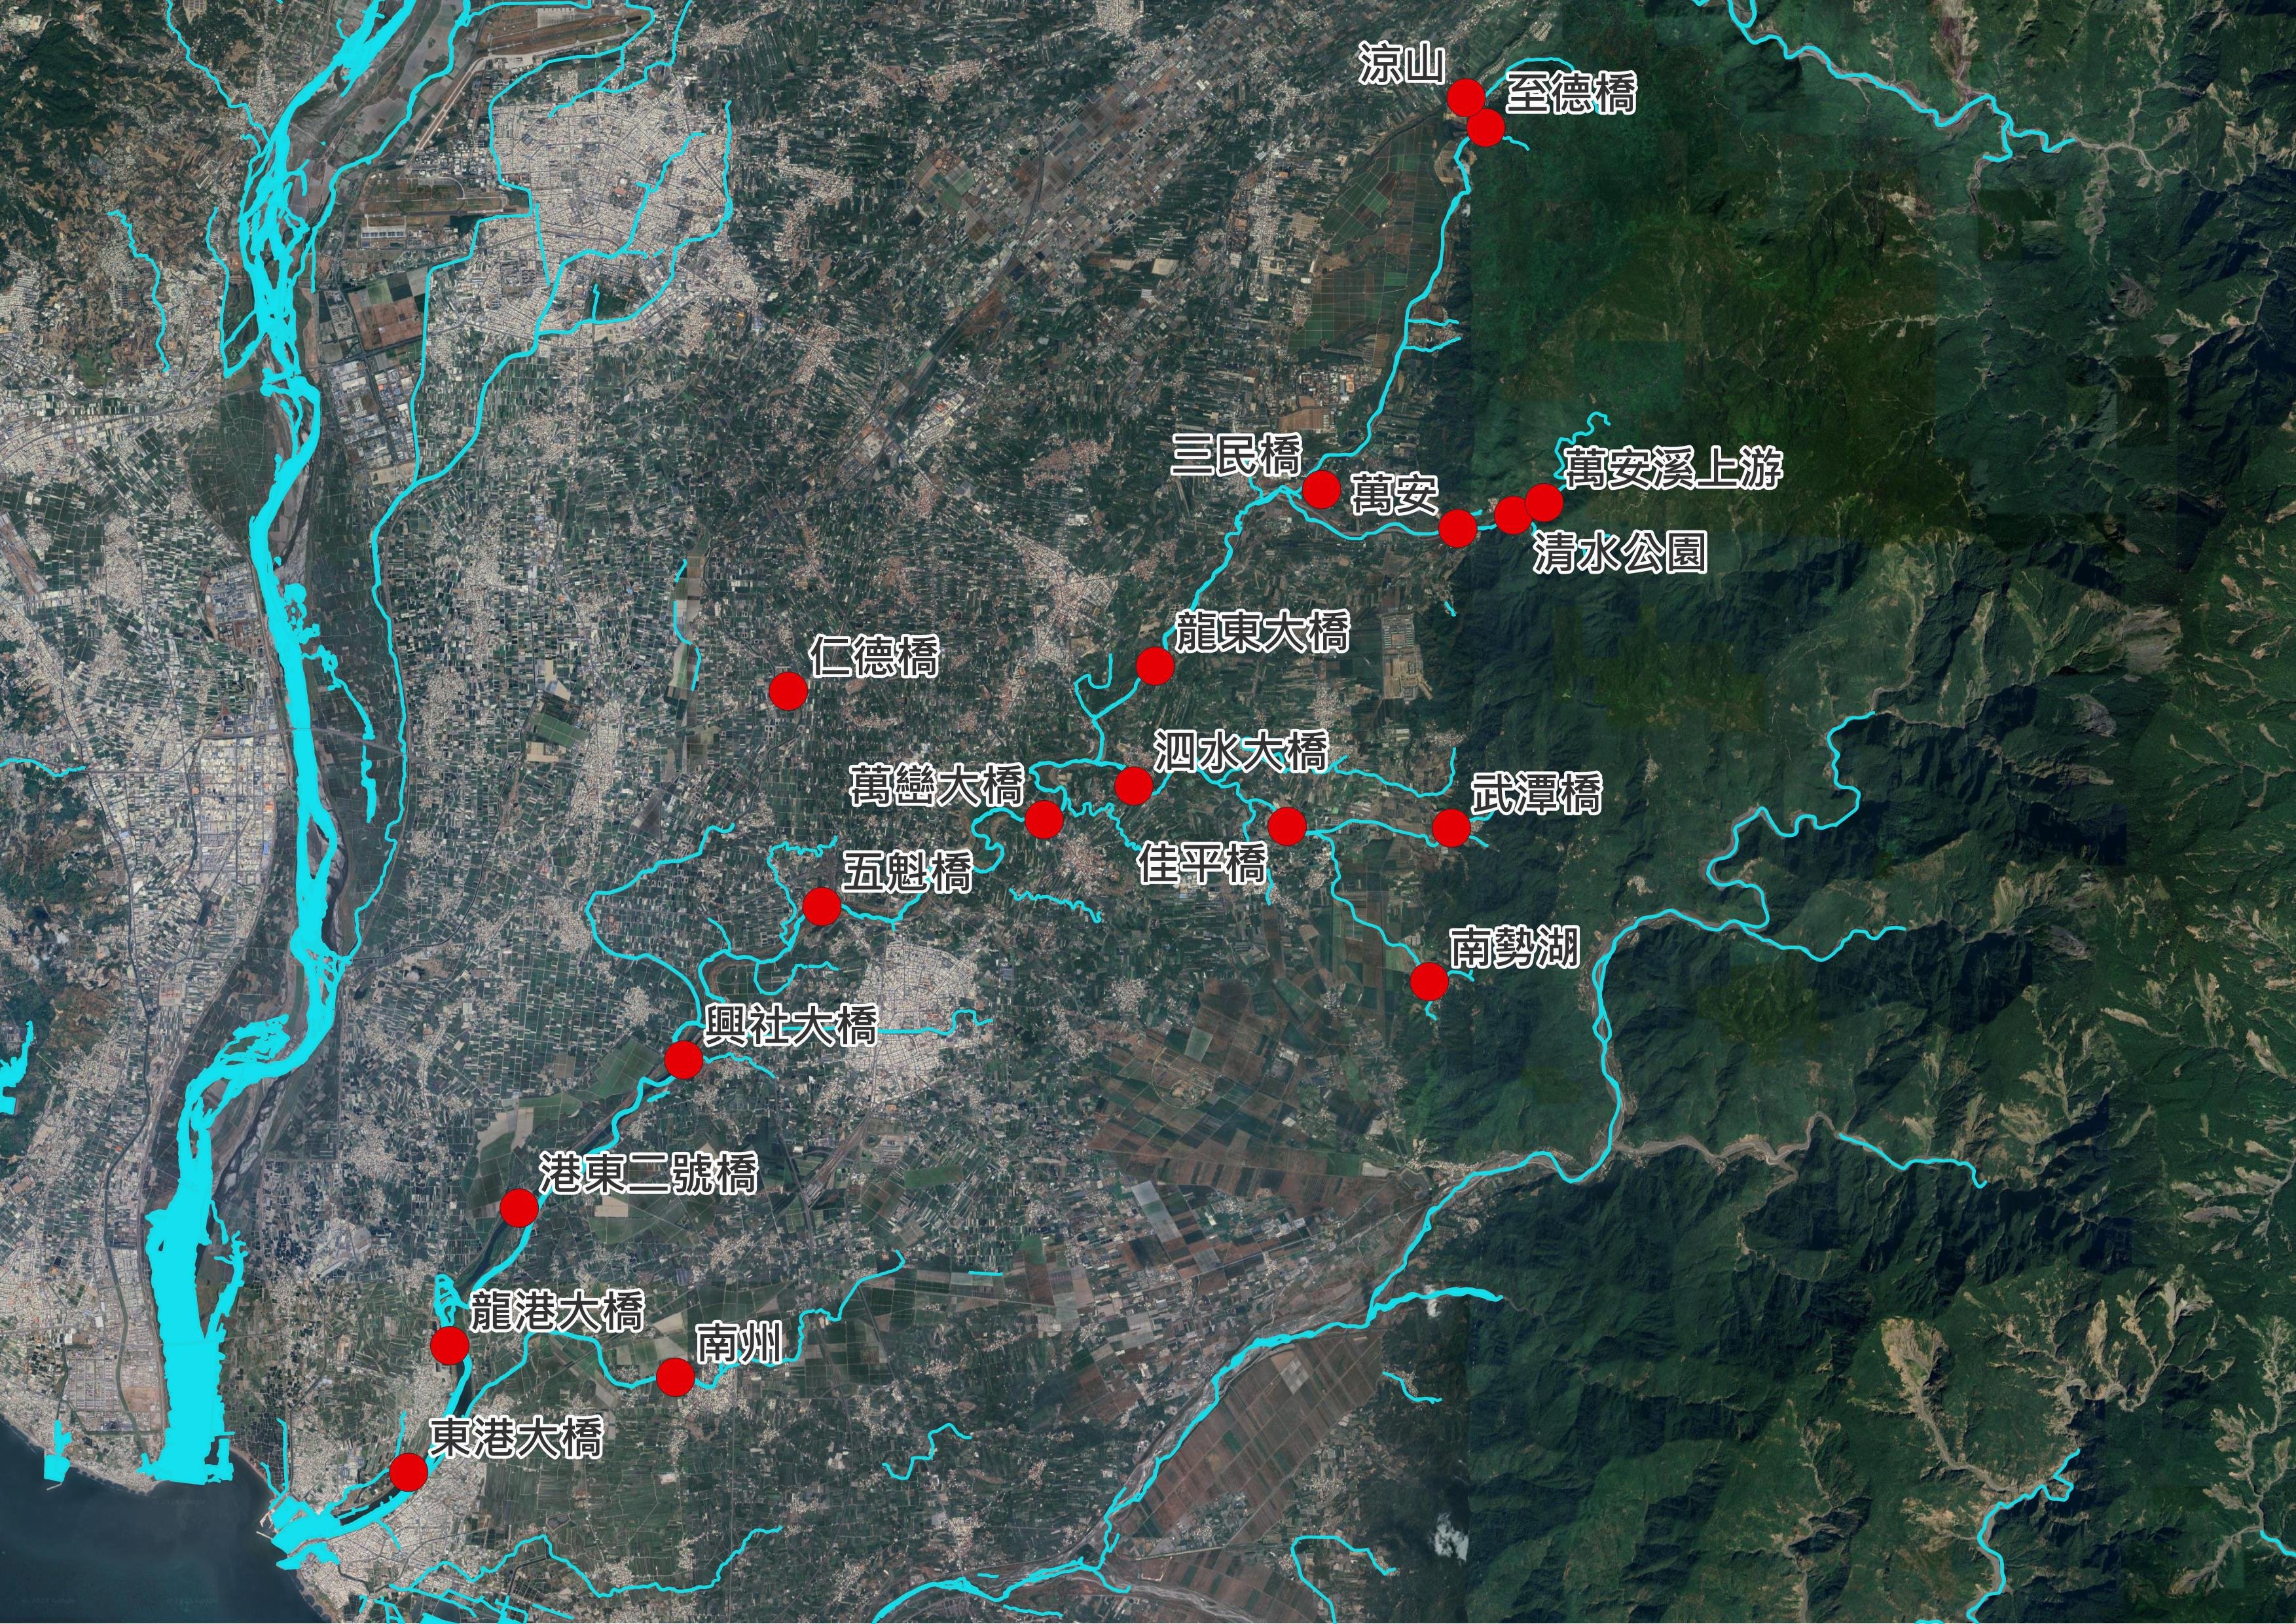 涼山
至德橋
三民橋
萬安
萬安溪上游
清水公園
龍東大橋
仁德橋
泗水大橋
萬巒大橋
武潭橋
佳平橋
五魁橋
南勢湖
興社大橋
港東二號橋
龍港大橋
南州
東港大橋